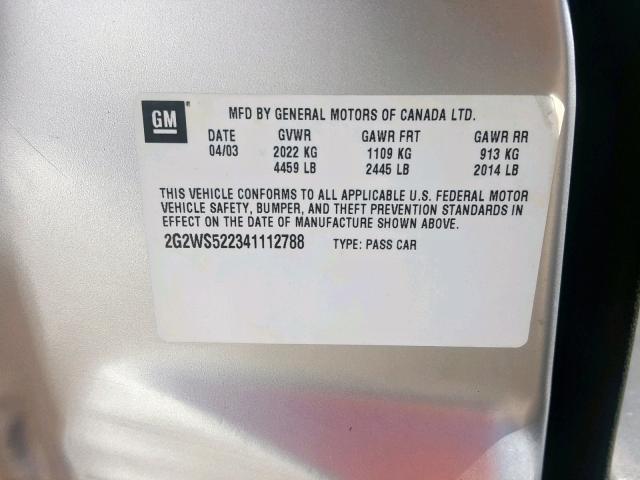 GM
MFD BY GENERAL MOTORS OF CANADA LTD.
DATE GVWR GAWR FRT GAWR RR
04/03 2022 KG 1109 KG 913 KG
4459 LB 2445 LB 2014 LB
THIS VEHICLE CONFORMS TO ALL APPLICABLE U.S. FEDERAL MOTOR
VEHICLE SAFETY, BUMPER, AND THEFT PREVENTION STANDARDS IN
EFFECT ON THE DATE OF MANUFACTURE SHOWN ABOVE.
2G2WS522341112788 TYPE: PASS CAR